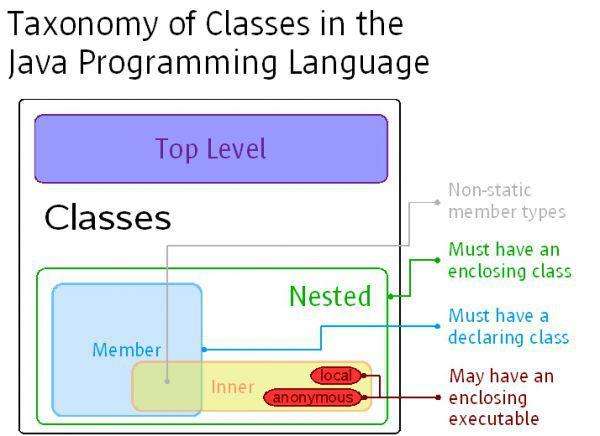 Taxonomy of Classes in the
Java Programming Language
Top Level
Classes
Non-static
member types
Must have an
enclosing class
Nested
Must have a
declaring class
Member
Inner
local
anonymous
May have an
enclosing
executable